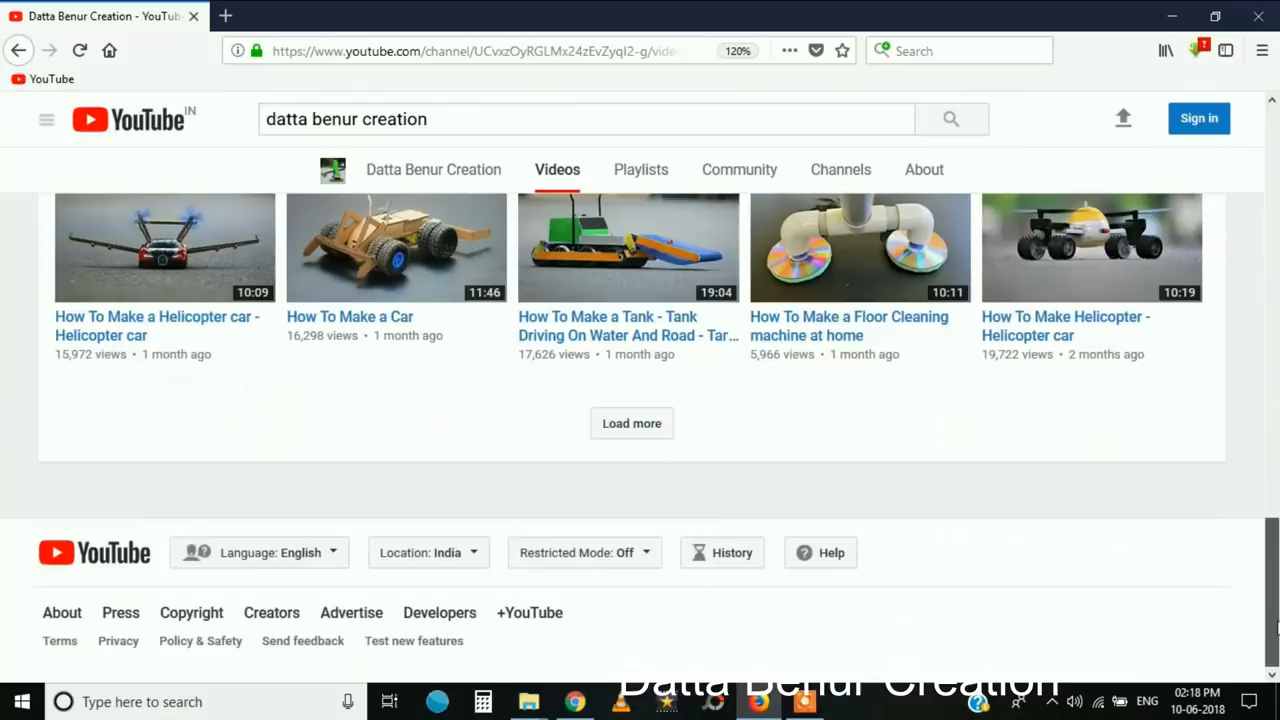 Datta Benur Creation - YouTub
https://www.youtube.com/channel/UCvxzOyRGLMx24zEvZyqI2-g/vide
120%
Search
?
YouTube
YouTube IN
datta benur creation
Sign in
Datta Benur Creation
Videos
Playlists
Community
Channels
About
10:09
11:46
19:04
10:11
10:19
How To Make a Helicopter car -
Helicopter car
15,972 views • 1 month ago
How To Make a Car
16,298 views • 1 month ago
How To Make a Tank - Tank
Driving On Water And Road - Tar...
17,626 views • 1 month ago
How To Make a Floor Cleaning
machine at home
5,966 views • 1 month ago
How To Make Helicopter -
Helicopter car
19,722 views • 2 months ago
Load more
YouTube
Language: English
Location: India
Restricted Mode: Off
History
Help
About Press Copyright Creators Advertise Developers +YouTube
Terms Privacy Policy & Safety Send feedback Test new features
Datta Benur Creation
Type here to search
ENG
02:18 PM
10-06-2018